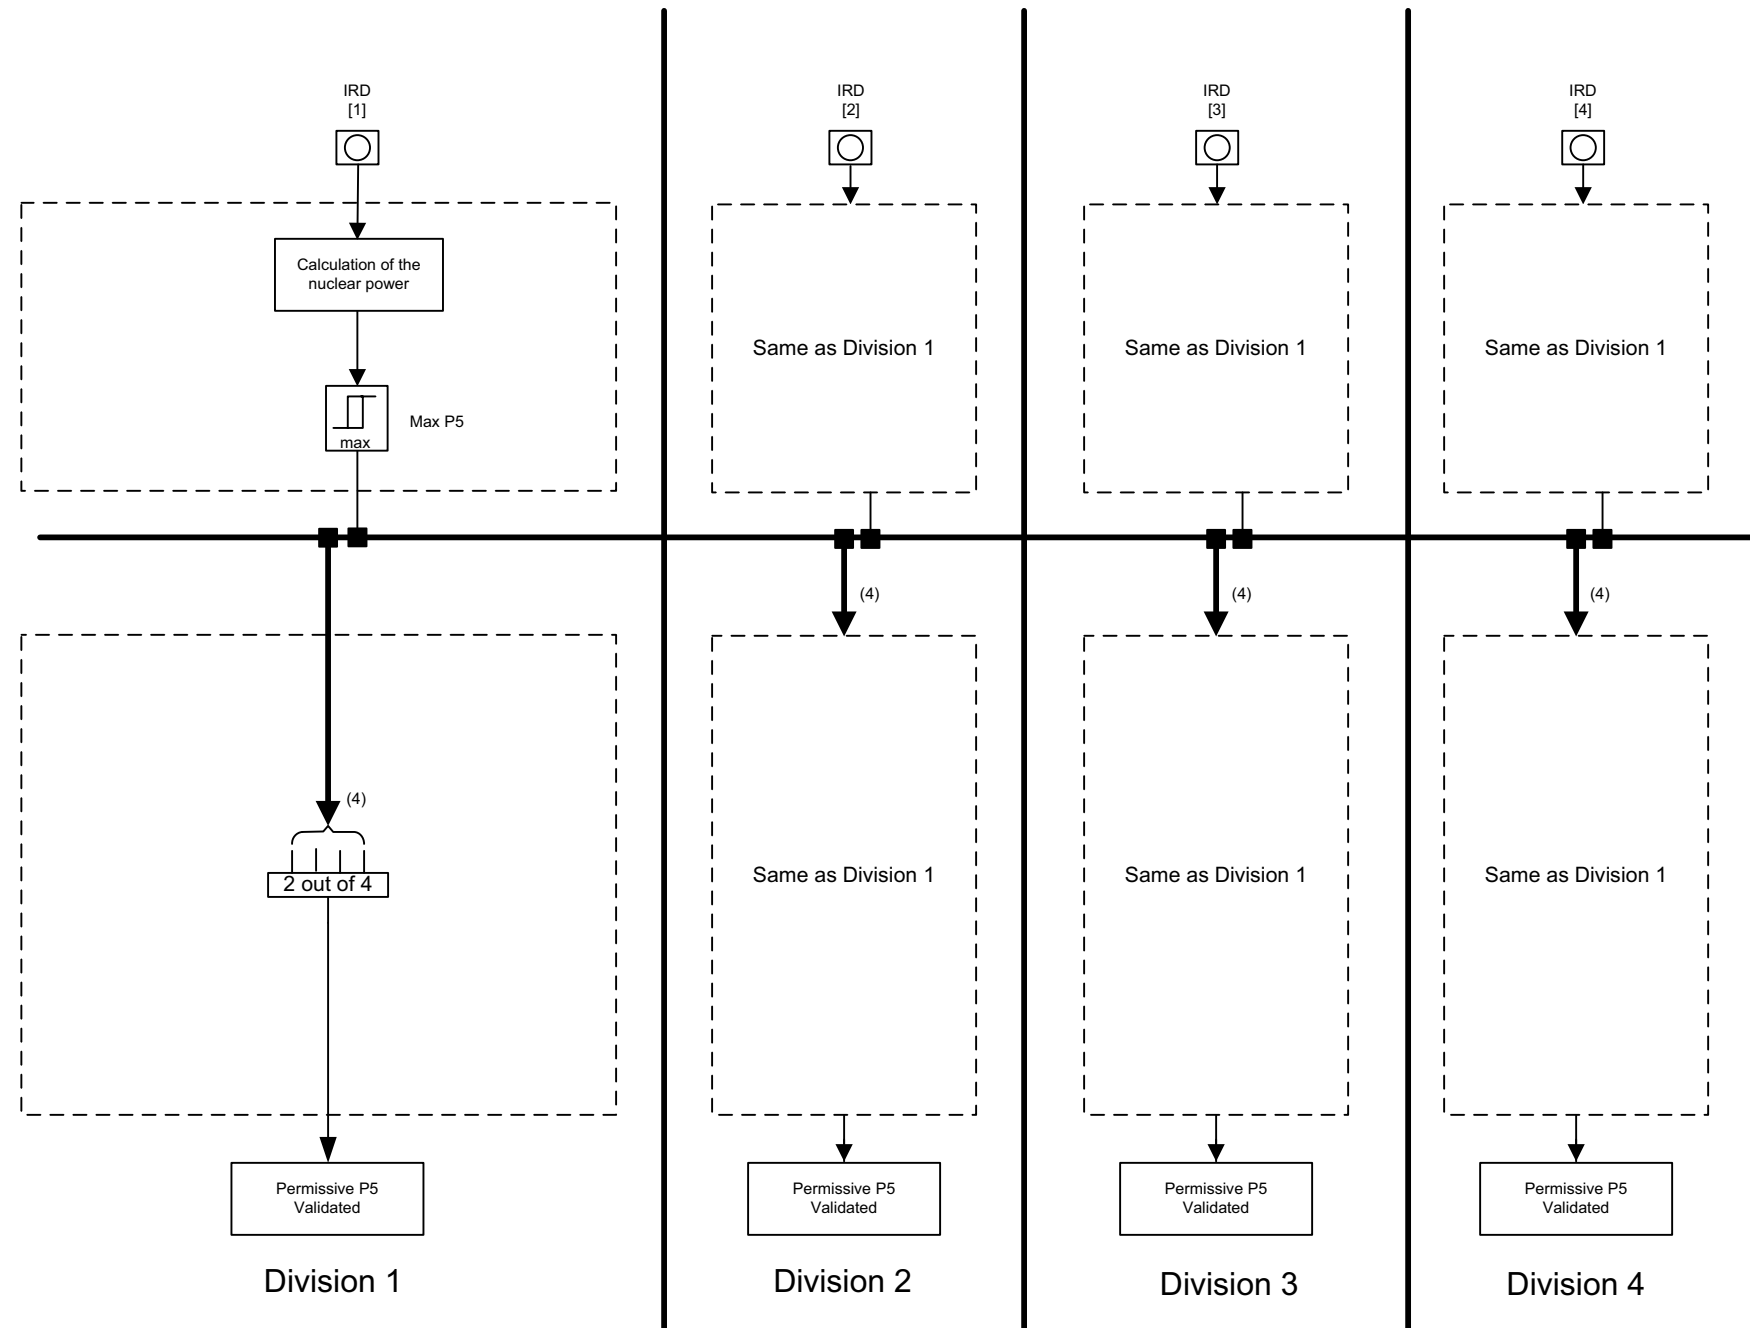 IRD
[1]
IRD
[2]
IRD
[3]
IRD
[4]
Calculation of the
nuclear power
max
Max P5
Same as Division 1
Same as Division 1
Same as Division 1
(4)
(4)
(4)
(4)
2 out of 4
Same as Division 1
Same as Division 1
Same as Division 1
Permissive P5
Validated
Permissive P5
Validated
Permissive P5
Validated
Permissive P5
Validated
Division 1
Division 2
Division 3
Division 4